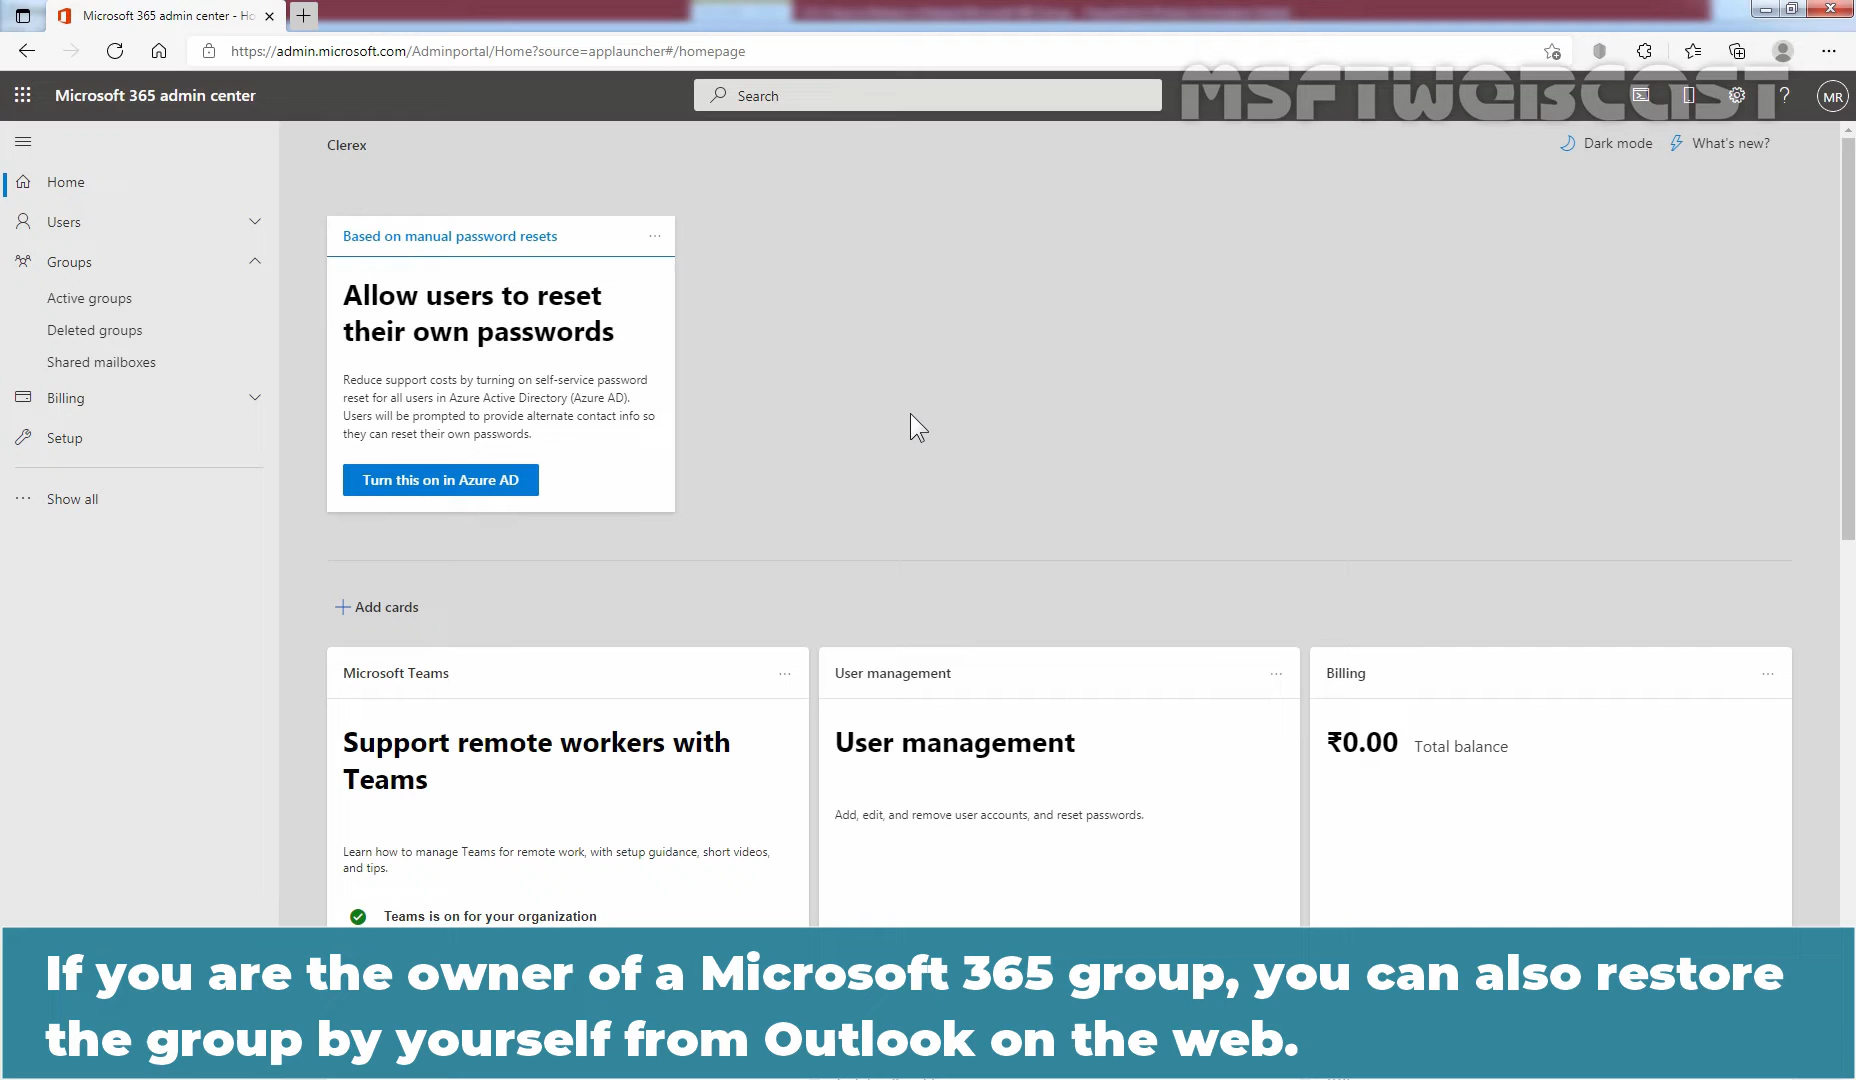 Microsoft 365 admin center - Ho
https://admin.microsoft.com/Adminportal/Home?source=applauncher#/homepage
MSFTWEBCAST
Microsoft 365 admin center
Search
MR
Clerex
Dark mode
What's new?
Home
Users
Groups
Active groups
Deleted groups
Shared mailboxes
Billing
Setup
Show all
Based on manual password resets
Allow users to reset
their own passwords
Reduce support costs by turning on self-service password
reset for all users in Azure Active Directory (Azure AD).
Users will be prompted to provide alternate contact info so
they can reset their own passwords.
Turn this on in Azure AD
Add cards
Microsoft Teams
Support remote workers with
Teams
Learn how to manage Teams for remote work, with setup guidance, short videos,
and tips.
Teams is on for your organization
User management
User management
Add, edit, and remove user accounts, and reset passwords.
Billing
₹0.00 Total balance
If you are the owner of a Microsoft 365 group, you can also restore
the group by yourself from Outlook on the web.